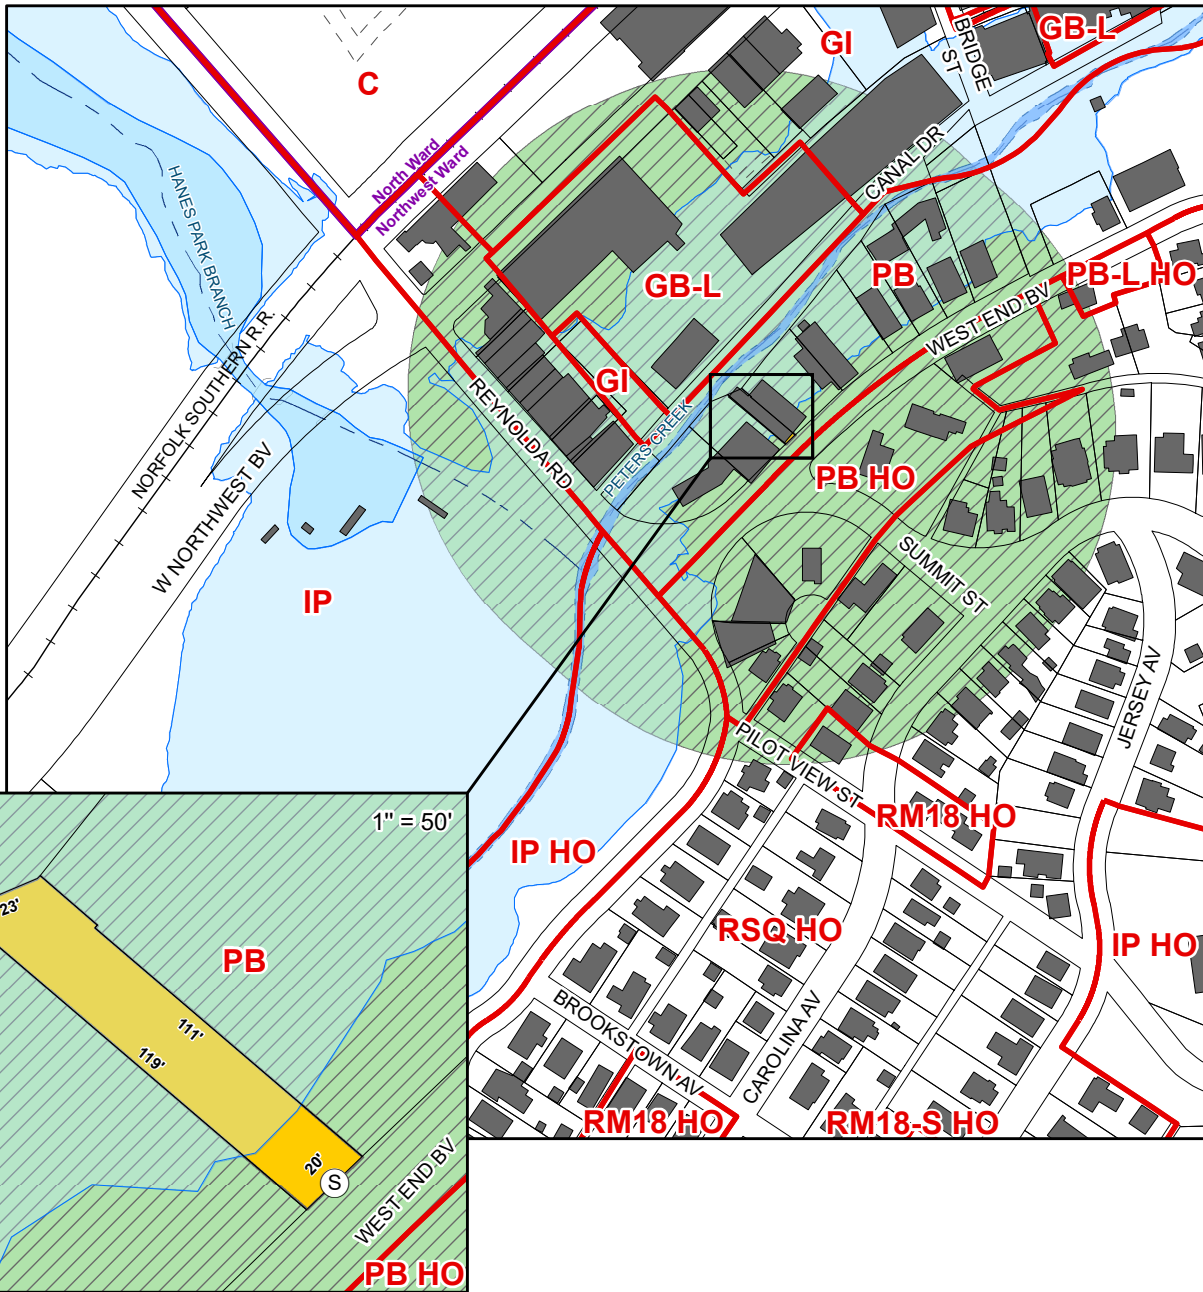 C
GI
BRIDGE
ST
GB-L
North Ward
Northwest Ward
HANES PARK BRANCH
CANAL DR
NORFOLK SOUTHERN R.R.
W NORTHWEST BV
GB-L
PB
PB-L HO
WEST END BV
GI
REYNOLDA RD
PETERS CREEK
PB HO
SUMMIT ST
IP
JERSEY AV
PILOT VIEW ST
RM18 HO
IP HO
RSQ HO
IP HO
BROOKSTOWN AV
CAROLINA AV
RM18 HO
RM18-S HO
1" = 50'
23'
PB
111'
119'
20'
S
WEST END BV
PB HO